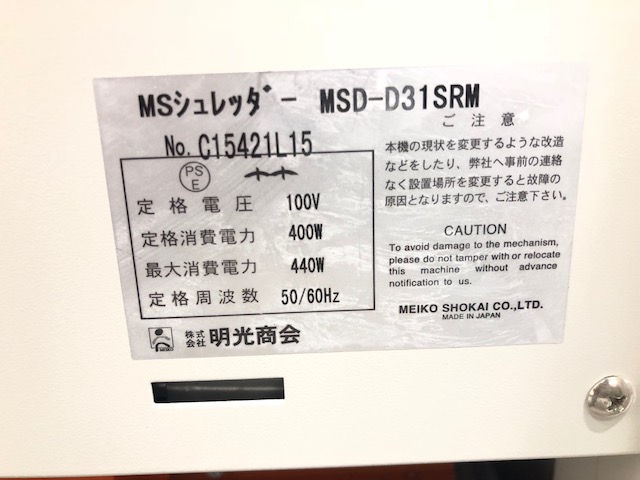 MSシュレッダー MSD-D31SRM
No. C15421L15
PS
E
定格電圧 100V
定格消費電力 400W
最大消費電力 440W
定格周波数 50/60Hz
株式
会社 明光商会
ご注意
本機の現状を変更するような改造
などをしたり、弊社へ事前の連絡
なく設置場所を変更すると故障の
原因となりますので、ご注意下さい。
CAUTION
To avoid damage to the mechanism,
please do not tamper with or relocate
this machine without advance
notification to us.
MEIKO SHOKAI CO.,LTD.
MADE IN JAPAN